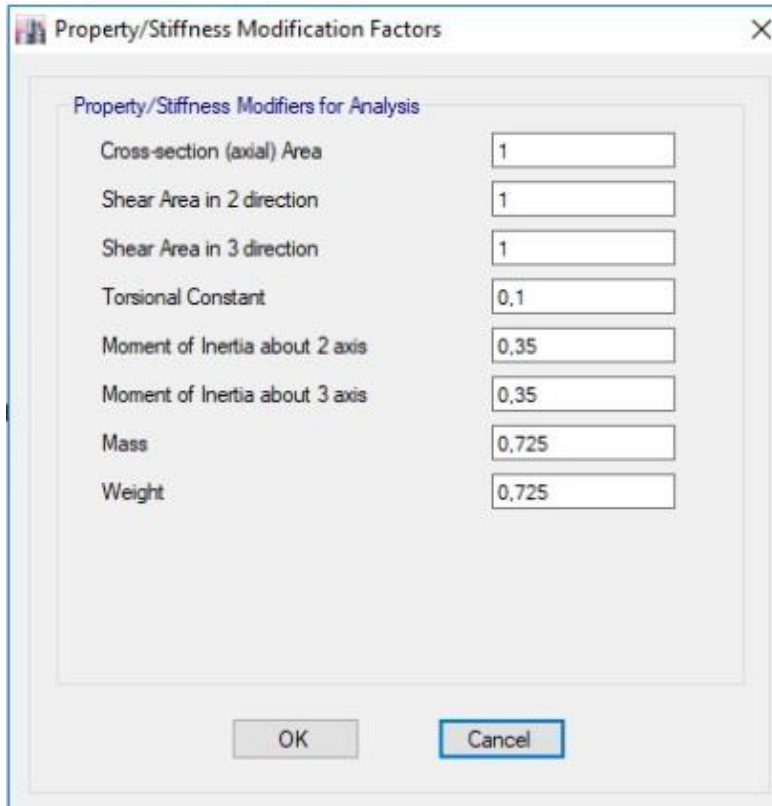 Property/Stiffness Modification Factors
Property/Stiffness Modifiers for Analysis
Cross-section (axial) Area 1
Shear Area in 2 direction 1
Shear Area in 3 direction 1
Torsional Constant 0,1
Moment of Inertia about 2 axis 0,35
Moment of Inertia about 3 axis 0,35
Mass 0,725
Weight 0,725
OK Cancel